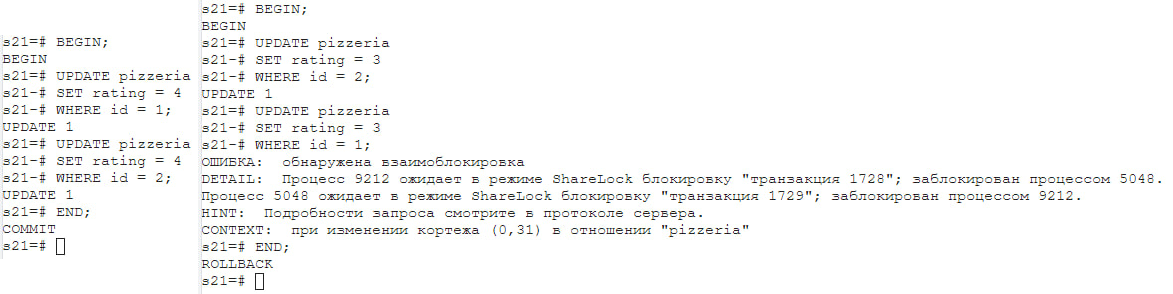 s21=# BEGIN;
BEGIN
s21=# UPDATE pizzeria
s21-# SET rating = 4
s21-# WHERE id = 1;
UPDATE 1
s21=# UPDATE pizzeria
s21-# SET rating = 4
s21-# WHERE id = 2;
UPDATE 1
s21=# END;
COMMIT
s21=#
s21=# BEGIN;
BEGIN
s21=# UPDATE pizzeria
s21-# SET rating = 3
s21-# WHERE id = 2;
UPDATE 1
s21=# UPDATE pizzeria
s21-# SET rating = 3
s21-# WHERE id = 1;
ОШИБКА:  обнаружена взаимоблокировка
DETAIL:  Процесс 9212 ожидает в режиме ShareLock блокировку "транзакция 1728"; заблокирован процессом 5048.
Процесс 5048 ожидает в режиме ShareLock блокировку "транзакция 1729"; заблокирован процессом 9212.
HINT:  Подробности запроса смотрите в протоколе сервера.
CONTEXT:  при изменении кортежа (0,31) в отношении "pizzeria"
s21=# END;
ROLLBACK
s21=#